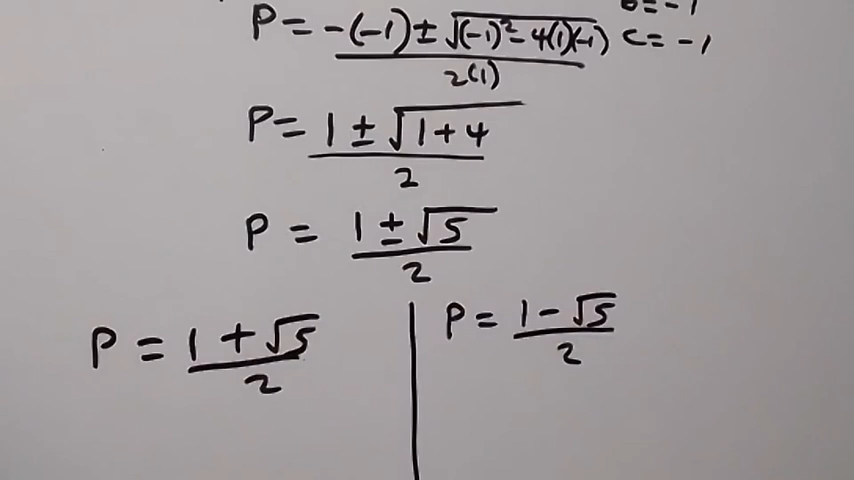 b = -1
P = -(-1) ± √(-1)² - 4(1)(-1) c = -1
2(1)
P = 1 ± √1 + 4
2
P = 1 ± √5
2
P = 1 + √5
2
P = 1 - √5
2